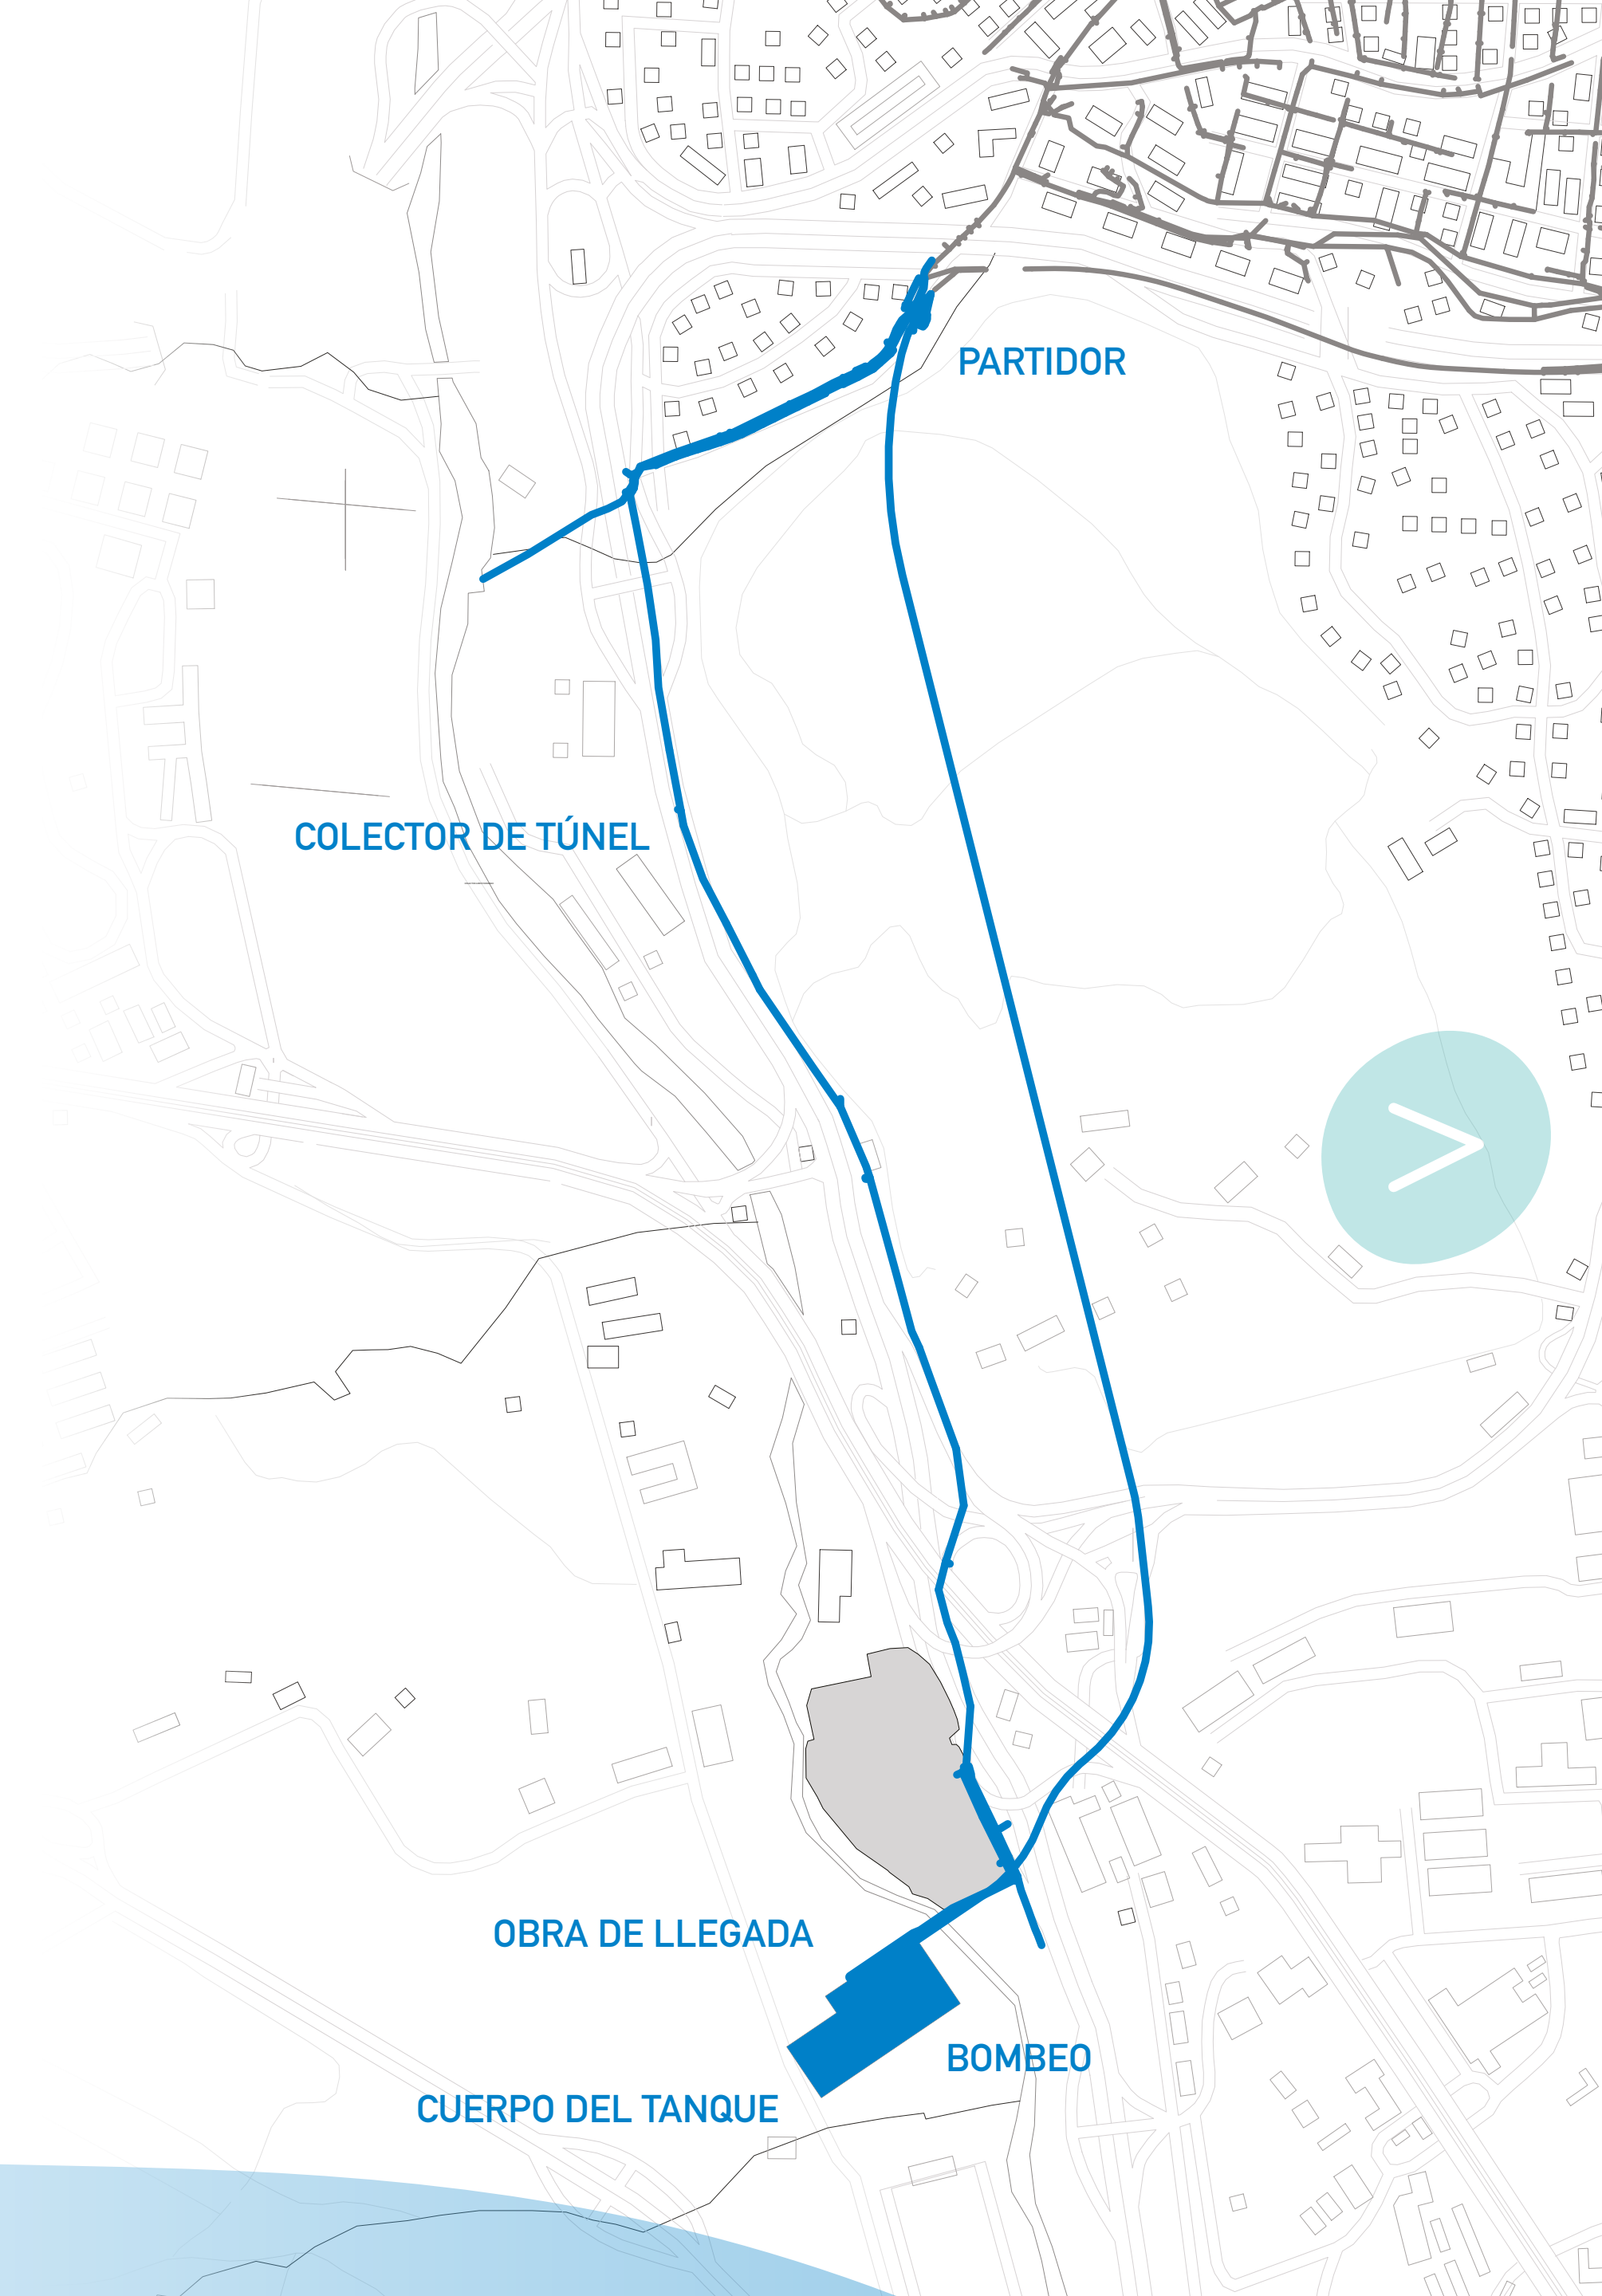 PARTIDOR
COLECTOR DE TÚNEL
OBRA DE LLEGADA
BOMBEO
CUERPO DEL TANQUE